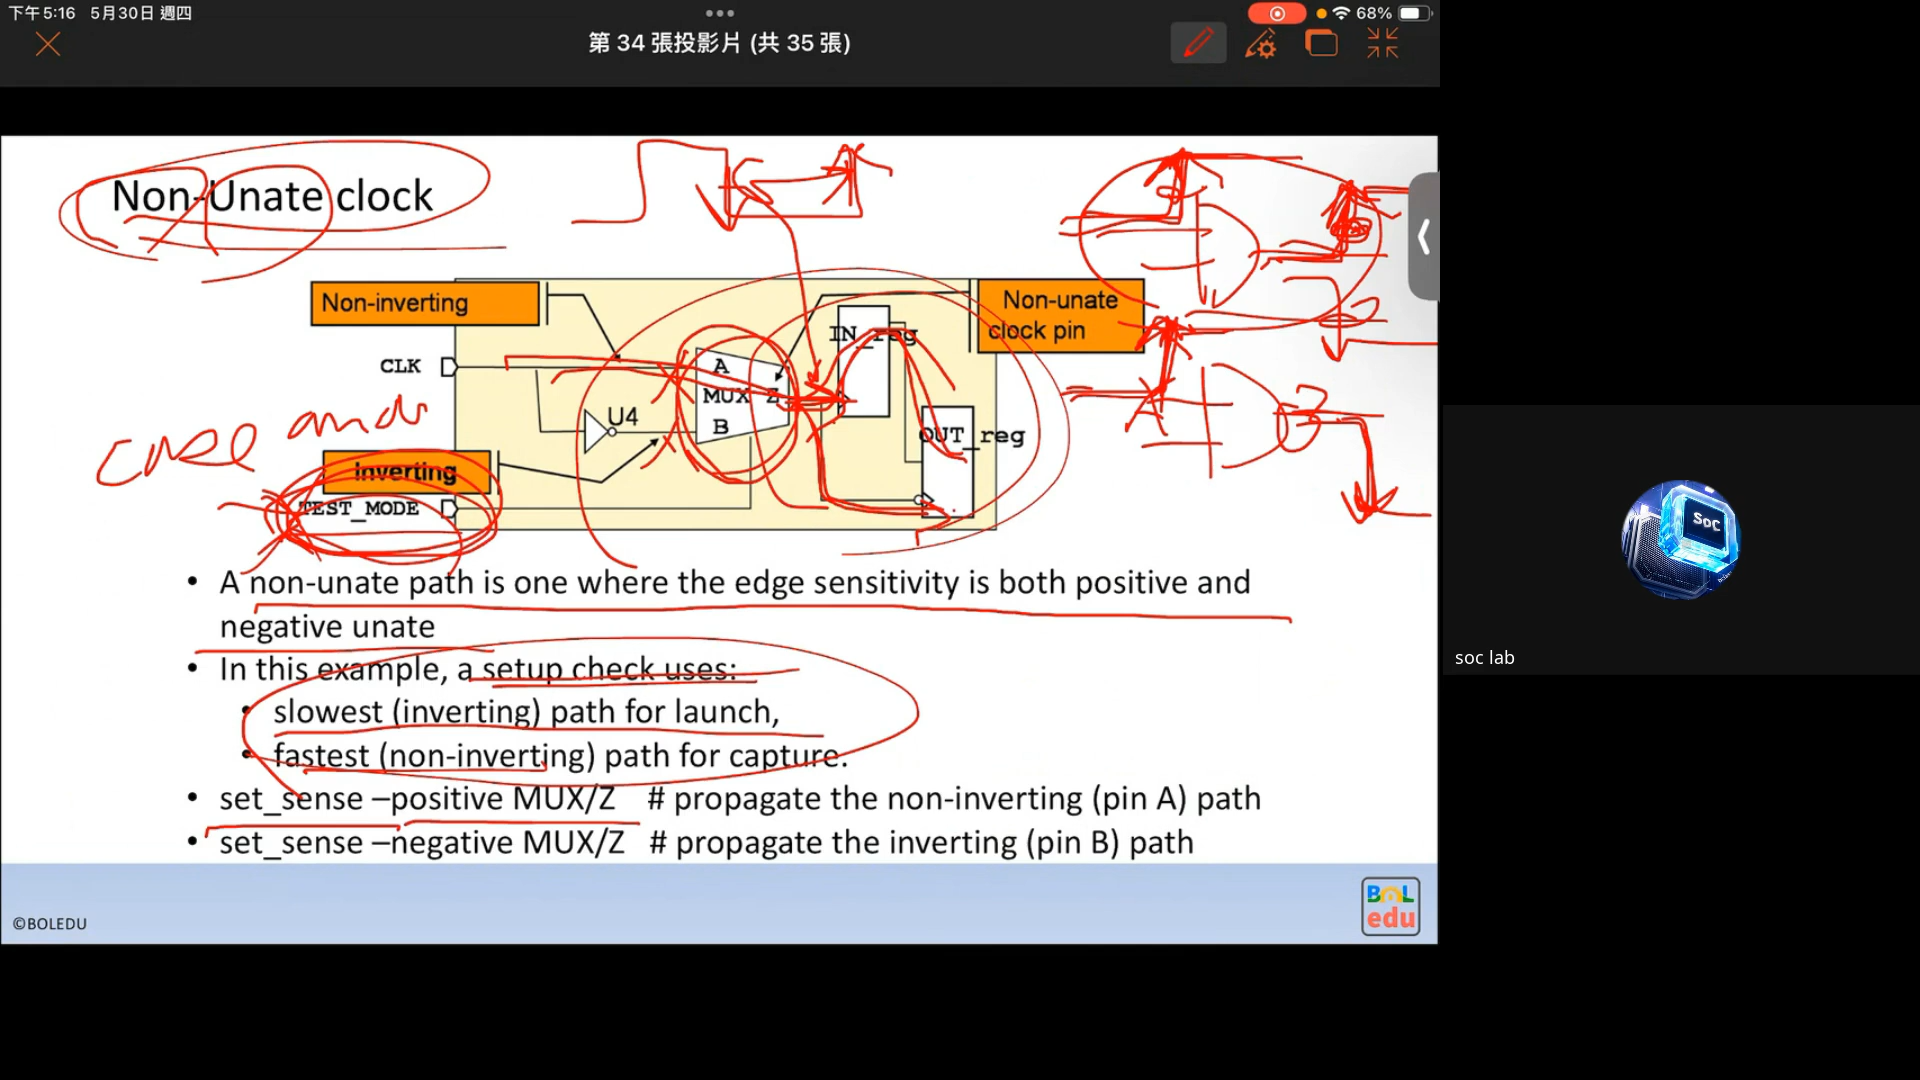 下午5:16 5月30日 週四
68%
第 34 張投影片 (共 35 張)
Non-Unate clock
Non-inverting
Non-unate
clock pin
IN_reg
CLK
A
MUX Z
B
U4
OUT_reg
case
inverting
TEST_MODE
• A non-unate path is one where the edge sensitivity is both positive and
negative unate
• In this example, a setup check uses:
• slowest (inverting) path for launch,
• fastest (non-inverting) path for capture.
• set_sense –positive MUX/Z # propagate the non-inverting (pin A) path
• set_sense –negative MUX/Z # propagate the inverting (pin B) path
©BOLEDU
BOL
edu
SoC
soc lab